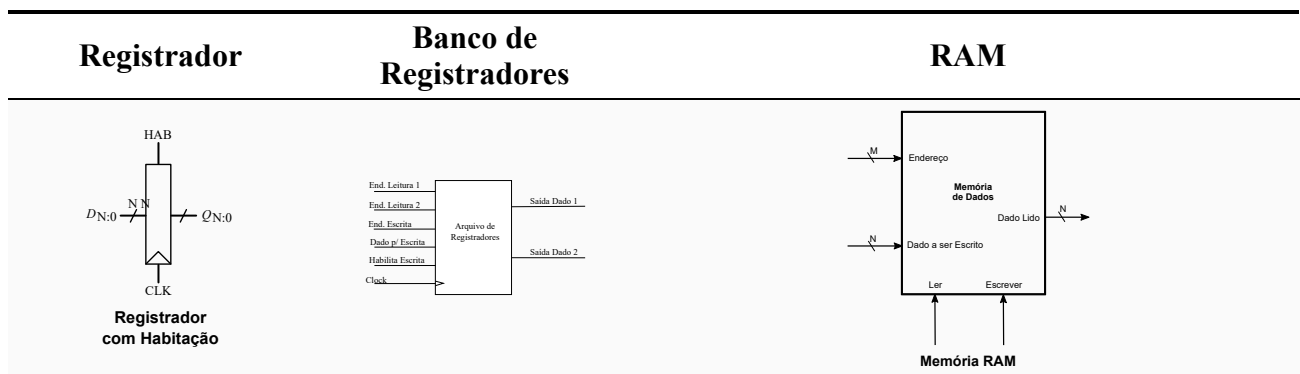 Registrador
Banco de
Registradores
RAM
HAB
N N
DN:0
QN:0
CLK
Registrador
com Habitação
End. Leitura 1
End. Leitura 2
End. Escrita
Dado p/ Escrita
Habilita Escrita
Clock
Arquivo de
Registradores
Saída Dado 1
Saída Dado 2
M
Endereço
Memória
de Dados
N
Dado Lido
N
Dado a ser Escrito
Ler
Escrever
Memória RAM